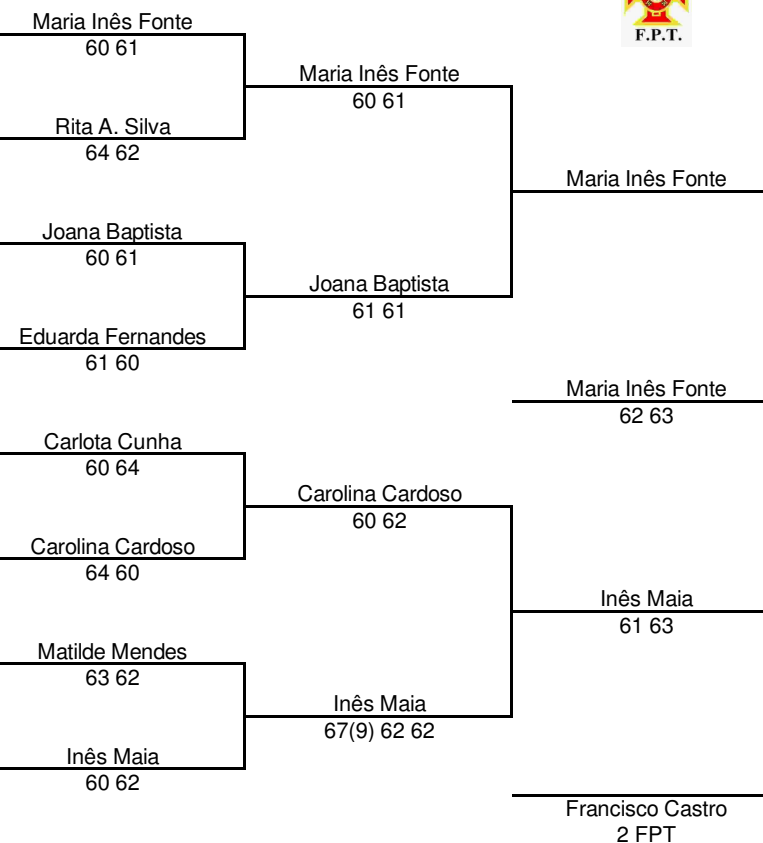 Maria Inês Fonte
60 61
Rita A. Silva
64 62
Joana Baptista
60 61
Eduarda Fernandes
61 60
Carlota Cunha
60 64
Carolina Cardoso
64 60
Matilde Mendes
63 62
Inês Maia
60 62
Maria Inês Fonte
60 61
Joana Baptista
61 61
Carolina Cardoso
60 62
Inês Maia
67(9) 62 62
F.P.T.
Maria Inês Fonte
Maria Inês Fonte
62 63
Inês Maia
61 63
Francisco Castro
2 FPT